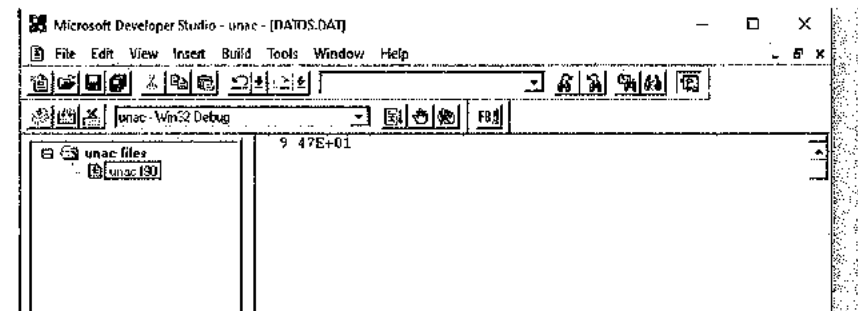 Microsoft Developer Studio - unac - [DATOS.DAT]
File Edit View Insert Build Tools Window Help
unac - Win32 Debug
unac files
unac f90
9 47E+01